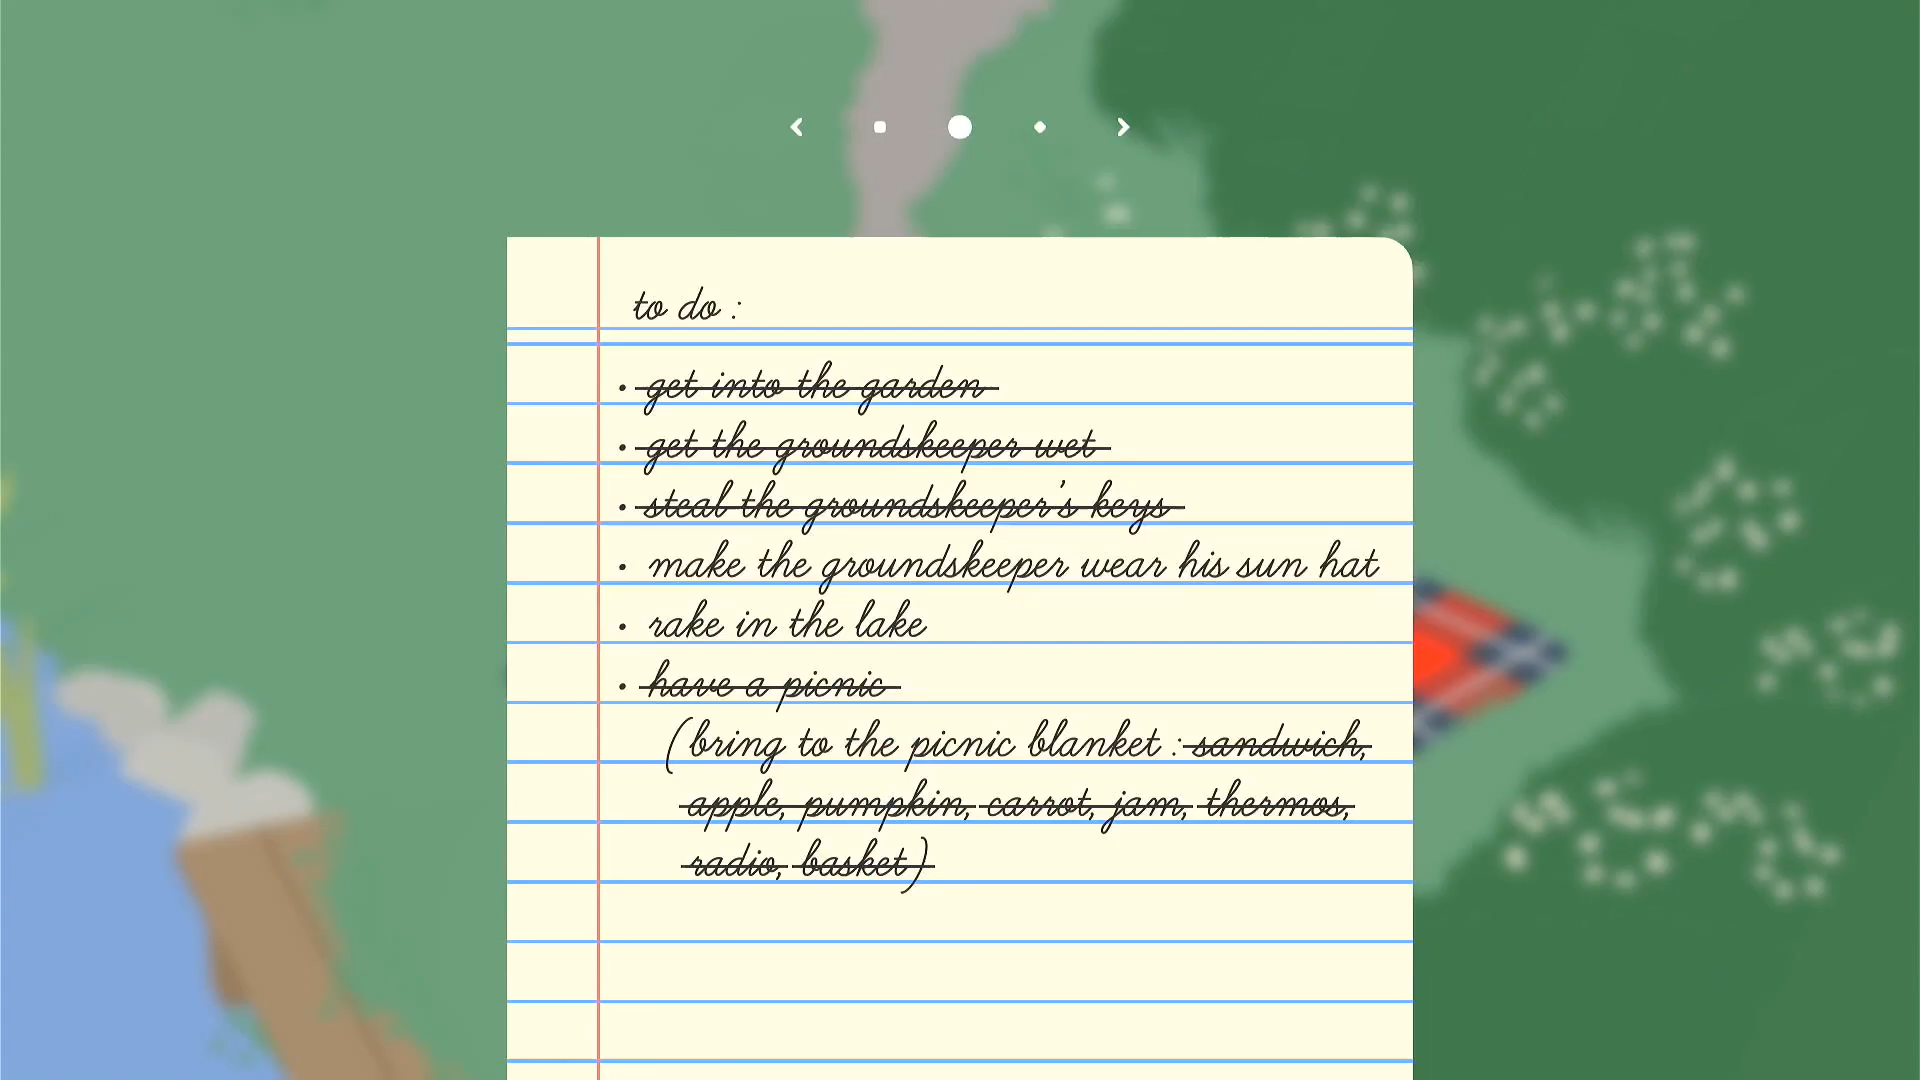 to do :
• get into the garden
• get the groundskeeper wet
• steal the groundskeeper's keys
• make the groundskeeper wear his sun hat
• rake in the lake
• have a picnic
(bring to the picnic blanket : sandwich,
apple, pumpkin, carrot, jam, thermos,
radio, basket)